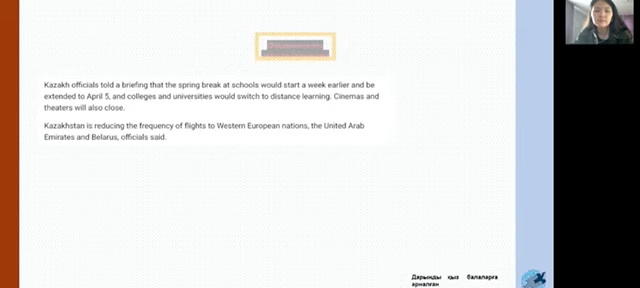 Kazakh officials told a briefing that the spring break at schools would start a week earlier and be
extended to April 5, and colleges and universities would switch to distance learning. Cinemas and
theaters will also close.
Kazakhstan is reducing the frequency of flights to Western European nations, the United Arab
Emirates and Belarus, officials said.
Дарынды қыз балаларға
арналған